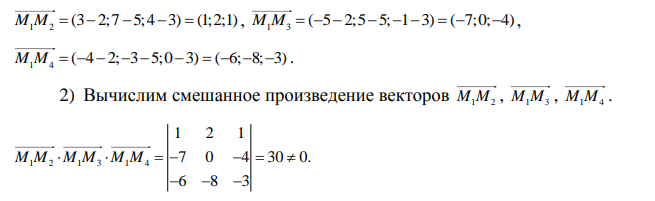 $\overrightarrow{M_1M_2} = (3-2; 7-5; 4-3) = (1; 2; 1)$, $\overrightarrow{M_1M_3} = (-5-2; 5-5; -1-3) = (-7; 0; -4)$,
$\overrightarrow{M_1M_4} = (-4-2; -3-5; 0-3) = (-6; -8; -3)$.
2) Вычислим смешанное произведение векторов $\overrightarrow{M_1M_2}$, $\overrightarrow{M_1M_3}$, $\overrightarrow{M_1M_4}$.
$\overrightarrow{M_1M_2} \cdot \overrightarrow{M_1M_3} \cdot \overrightarrow{M_1M_4} = \begin{vmatrix} 1 & 2 & 1 \\ -7 & 0 & -4 \\ -6 & -8 & -3 \end{vmatrix} = 30 \neq 0.$